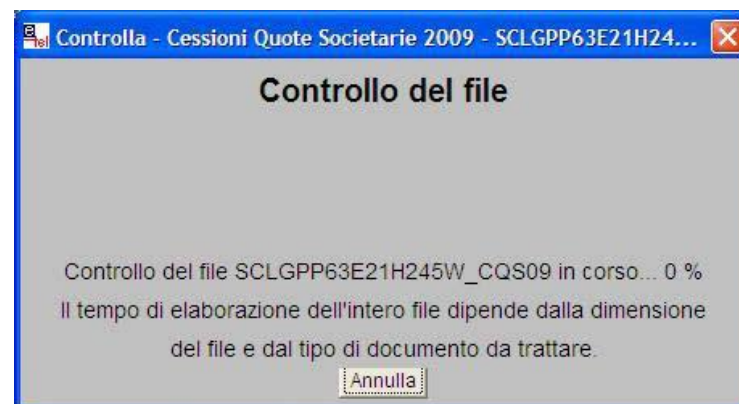 e tel Controlla - Cessioni Quote Societarie 2009 - SCLGPP63E21H24...
Controllo del file
Controllo del file SCLGPP63E21H245W_CQS09 in corso... 0 %
Il tempo di elaborazione dell'intero file dipende dalla dimensione
del file e dal tipo di documento da trattare.
Annulla